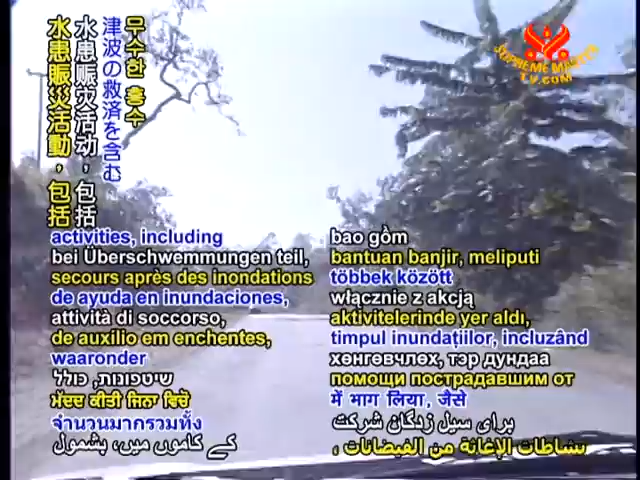 水患賑災活動，包括
水患赈灾活动，包括
津波の救済を含む
무수한 홍수
SUPREME MASTER
TV.COM
activities, including
bei Überschwemmungen teil,
secours après des inondations
de ayuda en inundaciones,
attività di soccorso,
de auxilio em enchentes,
waaronder
שיטפונות, כולל
ਮੱਦਦ ਕੀਤੀ ਜਿਨਾ ਵਿਚੋ
จำนวนมากรวมทั้ง
کے کاموں میں، بشمول
bao gồm
bantuan banjir, meliputi
többek között
włącznie z akcją
aktivitelerinde yer aldı,
timpul inundațiilor, incluzând
хөнгөвчлөх, тэр дундаа
помощи пострадавшим от
में भाग लिया, जैसे
برای سیل زدگان شرکت
نشاطات الإغاثة من الفيضانات ،